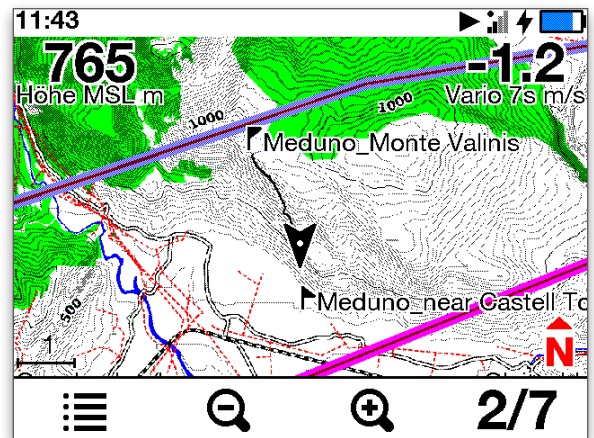 11:43
765
-1.2
Höhe MSL m
Vario 7s m/s
1000
1000
Meduno_Monte Valinis
Meduno_near Castell To
500
1
N
2/7